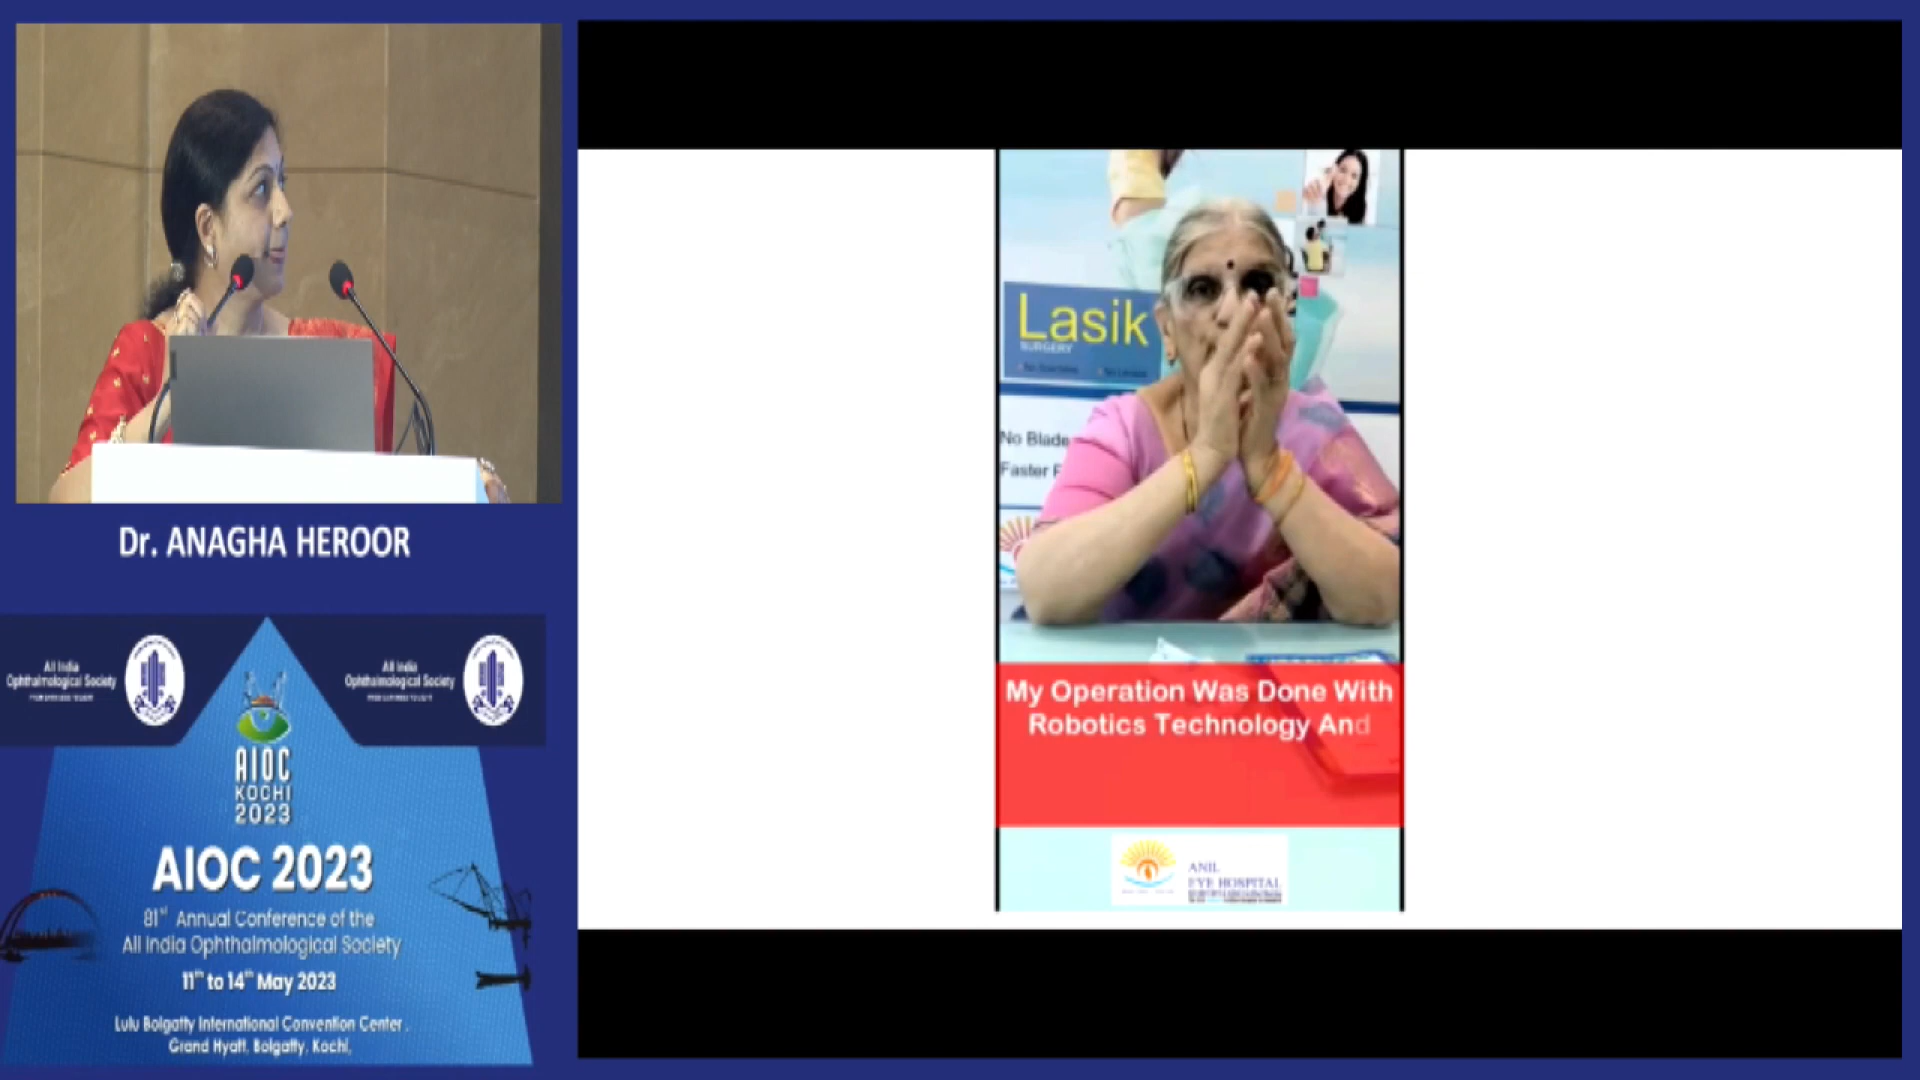 Dr. ANAGHA HEROOR
All India
Ophthalmological Society
All India
Ophthalmological Society
AIOC
KOCHI
2023
AIOC 2023
81st Annual Conference of the
All India Ophthalmological Society
11th to 14th May 2023
Lulu Bolgatty International Convention Center,
Grand Hyatt, Bolgatty, Kochi,
Lasik
SURGERY
No Blade
Faster
My Operation Was Done With
Robotics Technology And
ANIL
EYE HOSPITAL